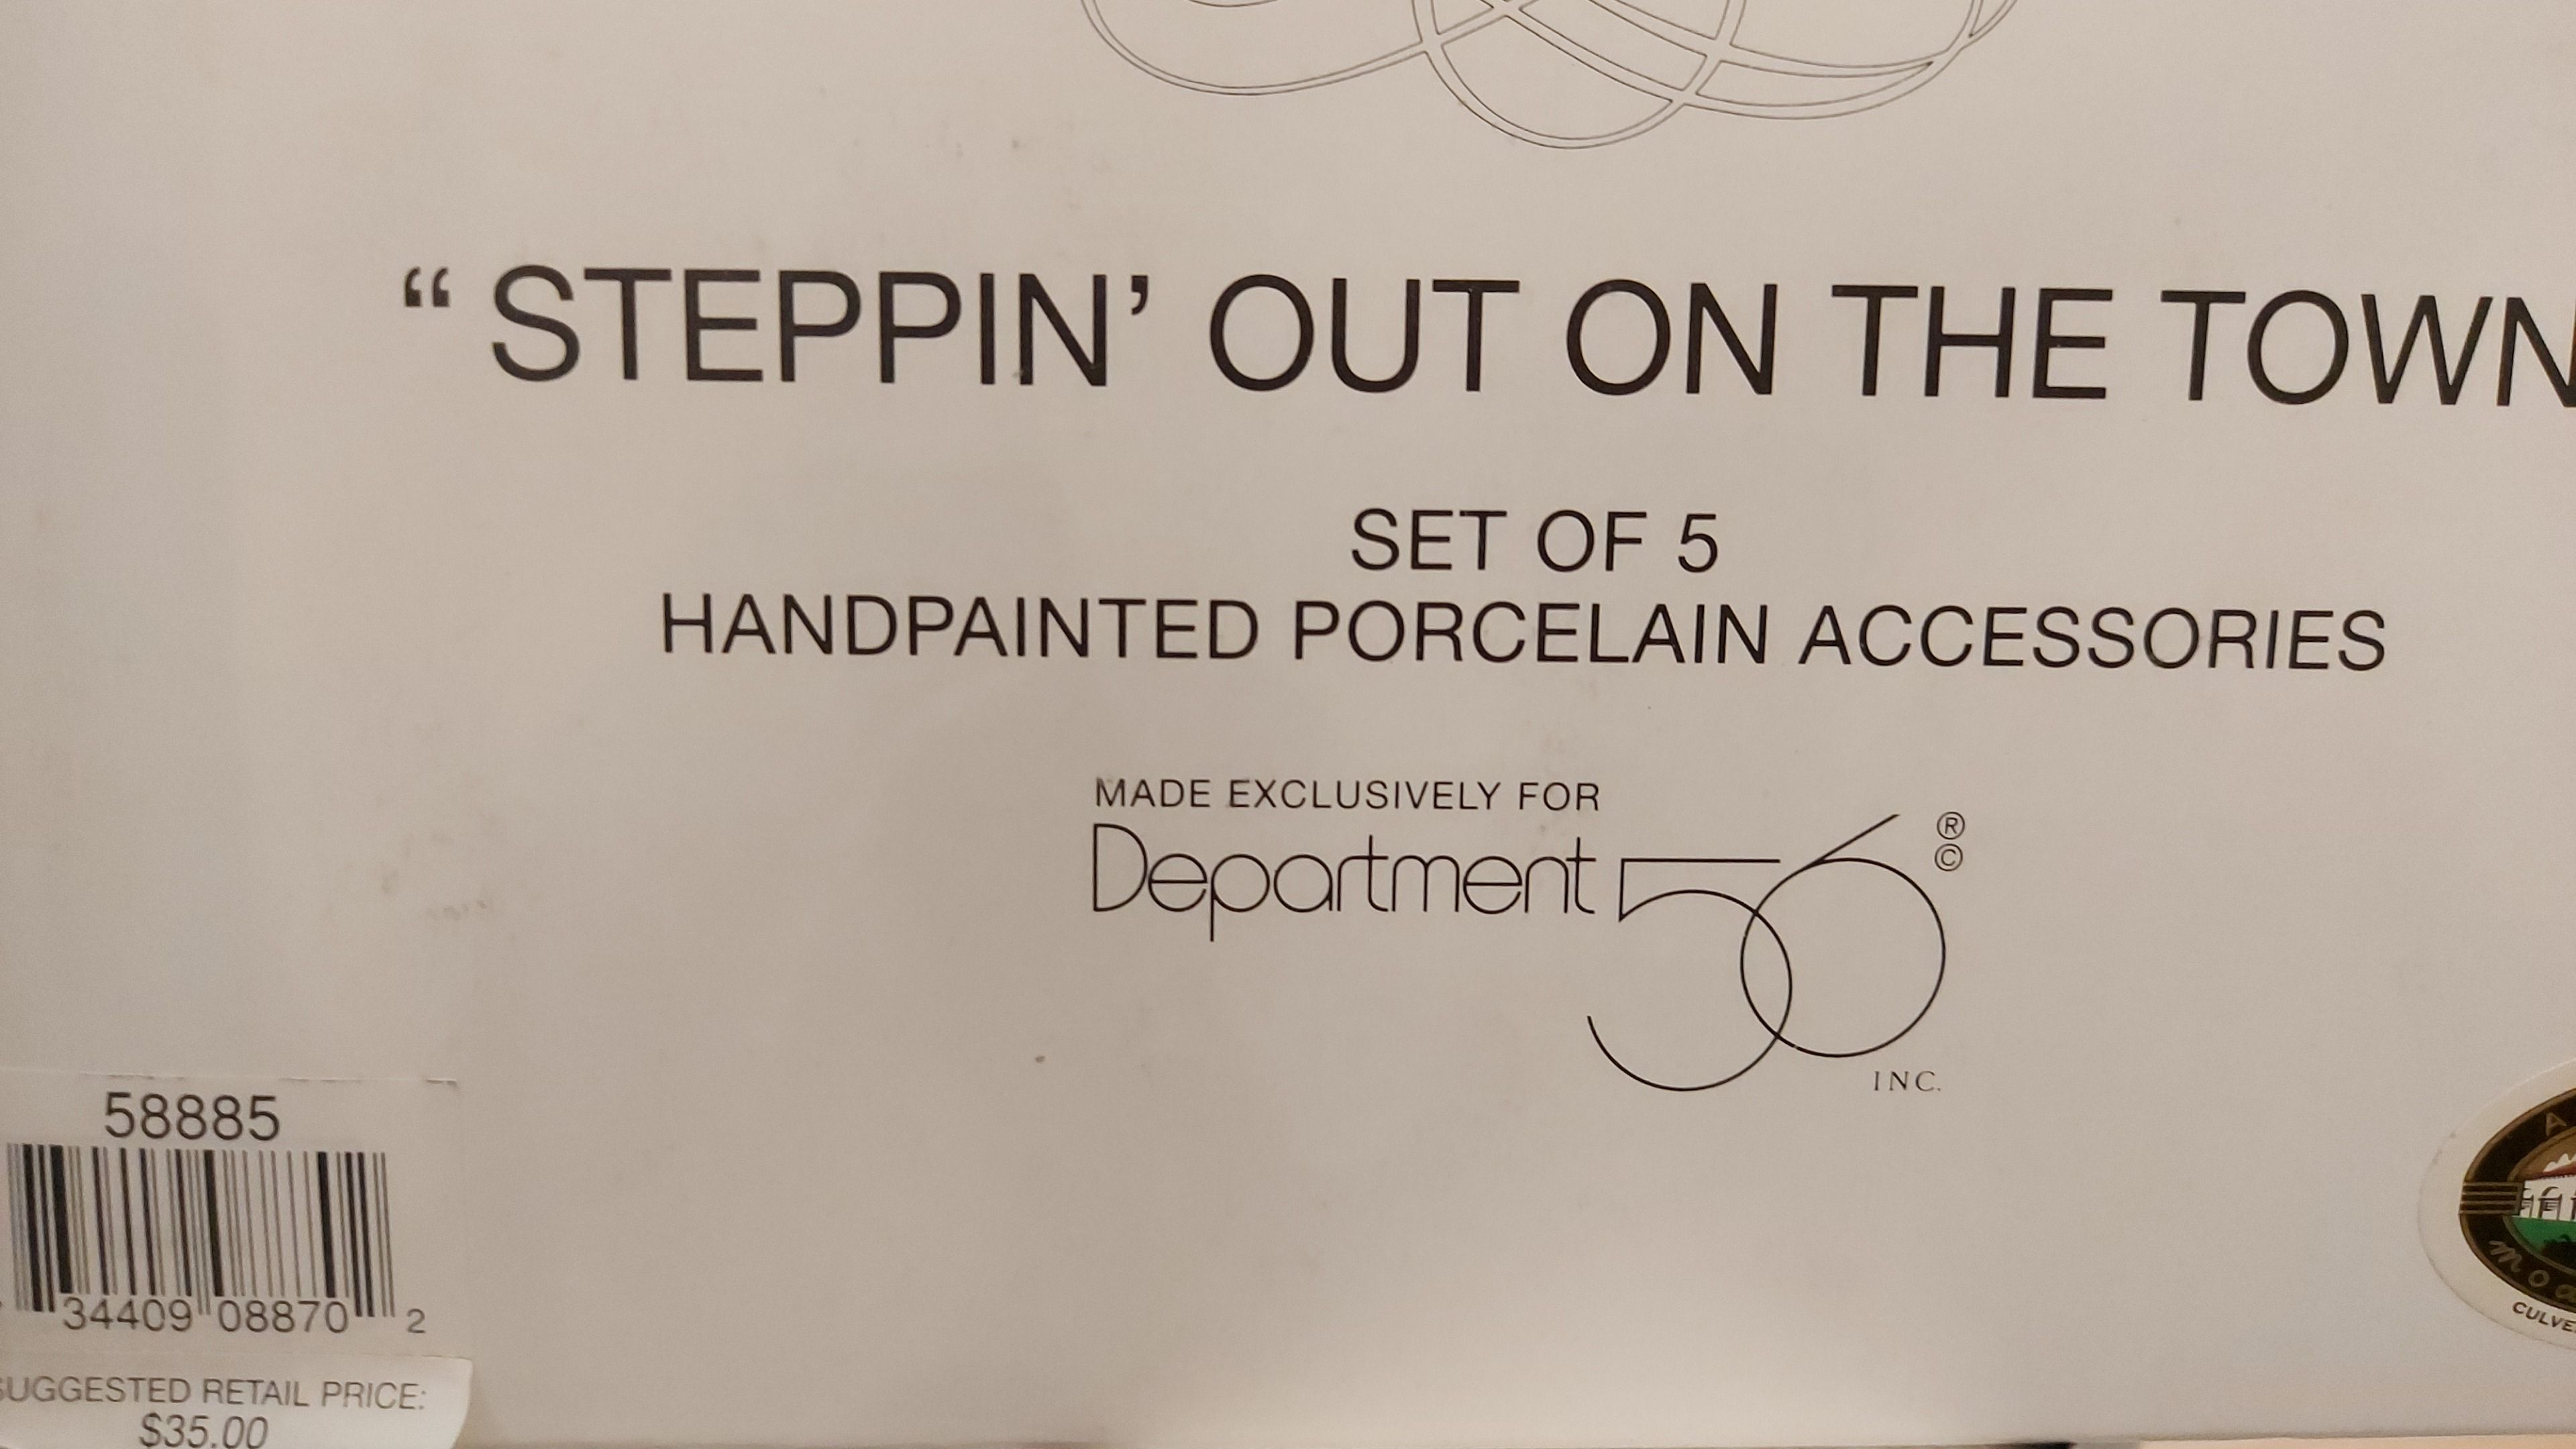 “ STEPPIN’ OUT ON THE TOWN
SET OF 5
HANDPAINTED PORCELAIN ACCESSORIES
MADE EXCLUSIVELY FOR
Department 56 ® ©
INC.
58885
34409 08870 2
SUGGESTED RETAIL PRICE:
$35.00